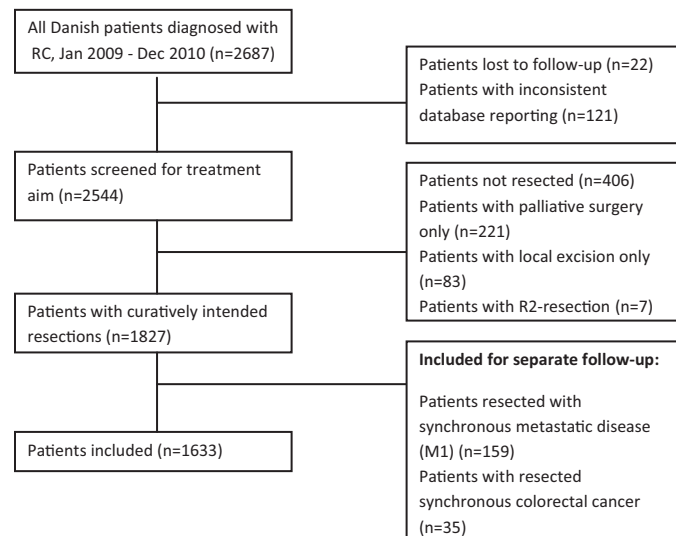 All Danish patients diagnosed with
RC, Jan 2009 - Dec 2010 (n=2687)
Patients lost to follow-up (n=22)
Patients with inconsistent
database reporting (n=121)
Patients screened for treatment
aim (n=2544)
Patients not resected (n=406)
Patients with palliative surgery
only (n=221)
Patients with local excision only
(n=83)
Patients with R2-resection (n=7)
Patients with curatively intended
resections (n=1827)
Included for separate follow-up:
Patients resected with
synchronous metastatic disease
(M1) (n=159)
Patients with resected
synchronous colorectal cancer
(n=35)
Patients included (n=1633)